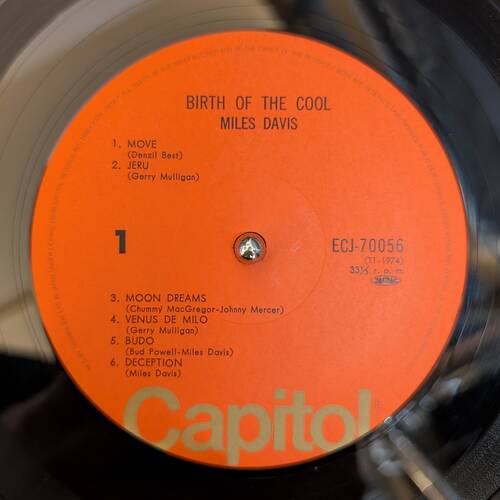 BIRTH OF THE COOL
MILES DAVIS
1. MOVE
(Denzil Best)
2. JERU
(Gerry Mulligan)
1
ECJ-70056
(T1-1974)
33⅓ r.p.m.
3. MOON DREAMS
(Chummy MacGregor-Johnny Mercer)
4. VENUS DE MILO
(Gerry Mulligan)
5. BUDO
(Bud Powell-Miles Davis)
6. DECEPTION
(Miles Davis)
Capitol